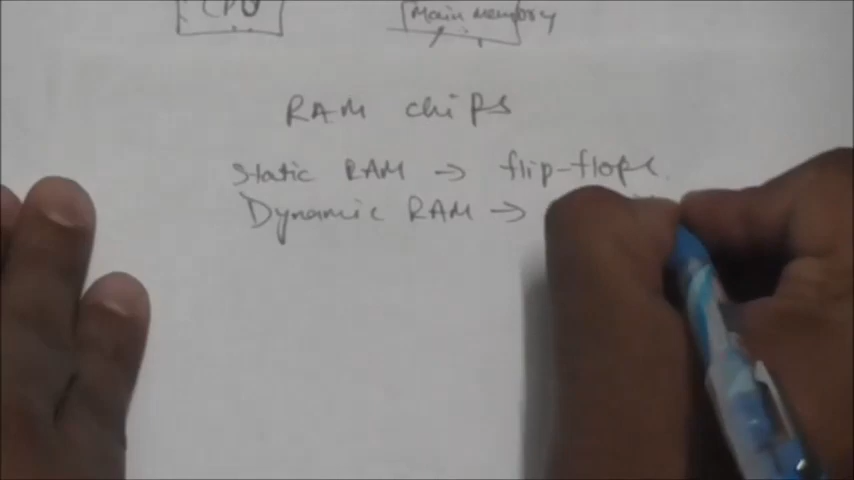 CPU
Main memory
RAM chips
Static RAM → flip-flops.
Dynamic RAM →